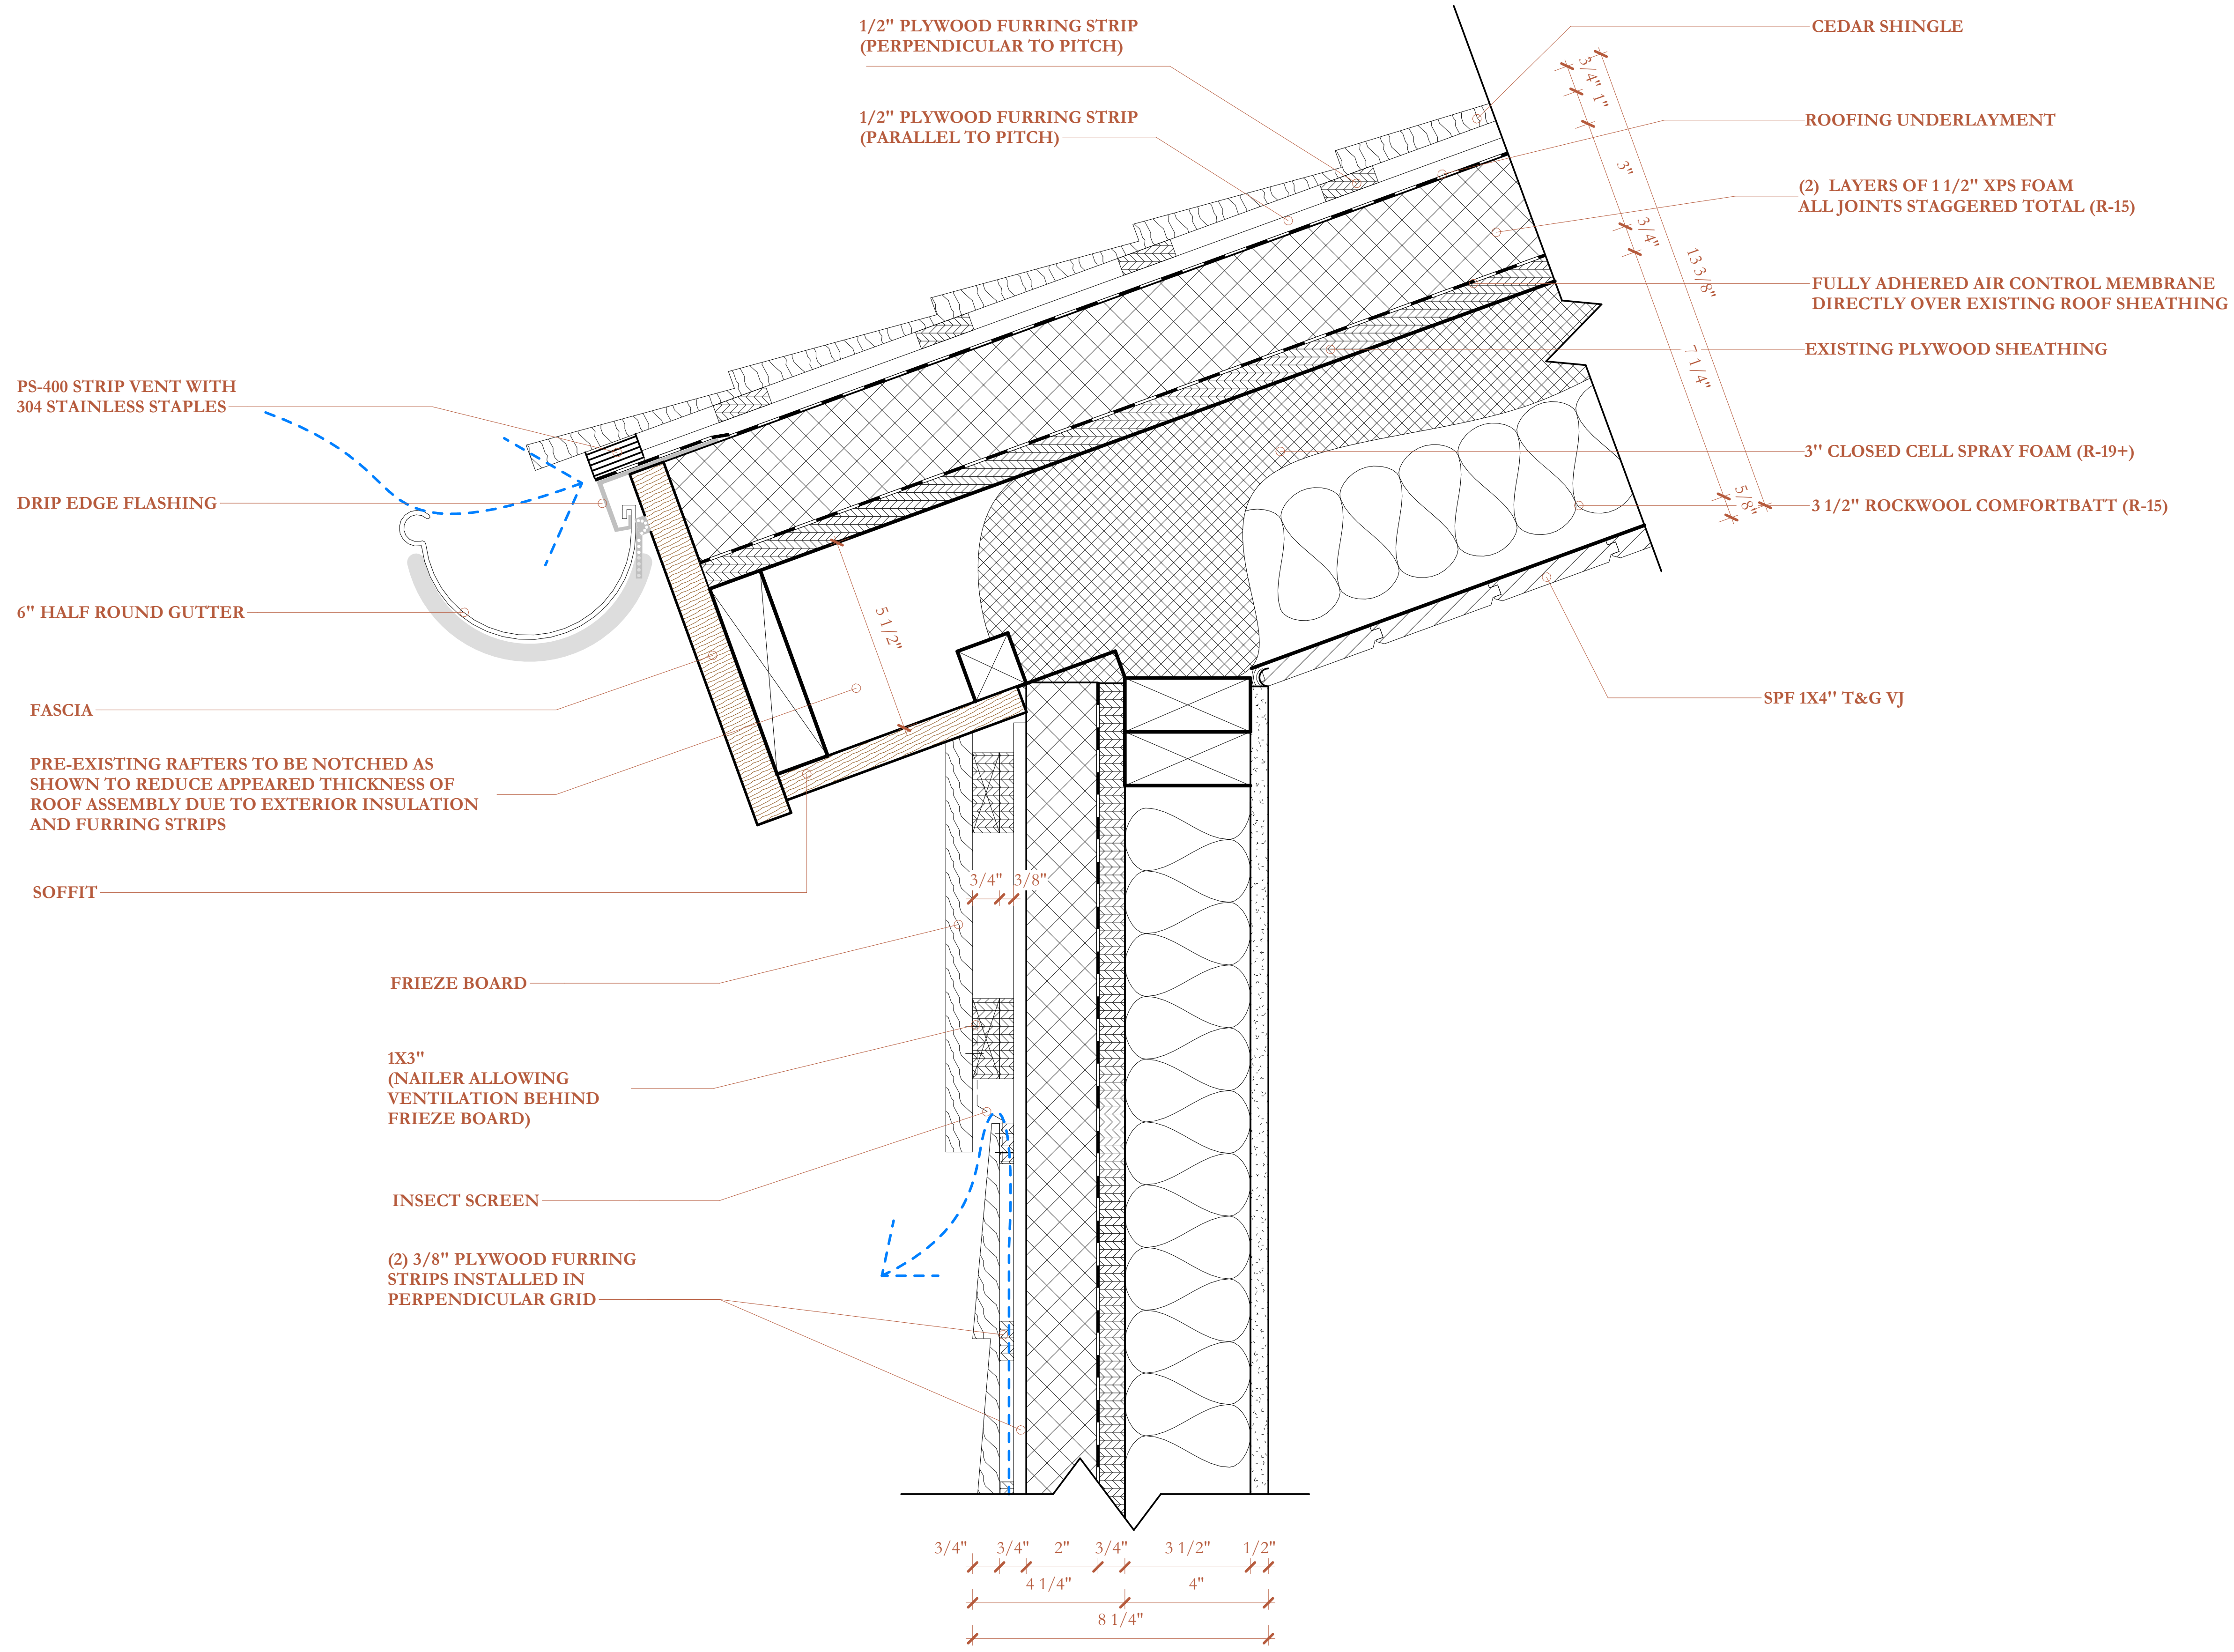 1/2" PLYWOOD FURRING STRIP
(PERPENDICULAR TO PITCH)
1/2" PLYWOOD FURRING STRIP
(PARALLEL TO PITCH)
CEDAR SHINGLE
ROOFING UNDERLAYMENT
(2) LAYERS OF 1 1/2" XPS FOAM
ALL JOINTS STAGGERED TOTAL (R-15)
FULLY ADHERED AIR CONTROL MEMBRANE
DIRECTLY OVER EXISTING ROOF SHEATHING
EXISTING PLYWOOD SHEATHING
3'' CLOSED CELL SPRAY FOAM (R-19+)
3 1/2" ROCKWOOL COMFORTBATT (R-15)
SPF 1X4'' T&G VJ
3/4"
1"
3"
3/4"
13 3/8"
7 1/4"
5/8"
PS-400 STRIP VENT WITH
304 STAINLESS STAPLES
DRIP EDGE FLASHING
6" HALF ROUND GUTTER
FASCIA
PRE-EXISTING RAFTERS TO BE NOTCHED AS
SHOWN TO REDUCE APPEARED THICKNESS OF
ROOF ASSEMBLY DUE TO EXTERIOR INSULATION
AND FURRING STRIPS
SOFFIT
5 1/2"
3/4" 3/8"
FRIEZE BOARD
1X3"
(NAILER ALLOWING
VENTILATION BEHIND
FRIEZE BOARD)
INSECT SCREEN
(2) 3/8" PLYWOOD FURRING
STRIPS INSTALLED IN
PERPENDICULAR GRID
3/4" 3/4" 2" 3/4" 3 1/2" 1/2"
4 1/4" 4"
8 1/4"